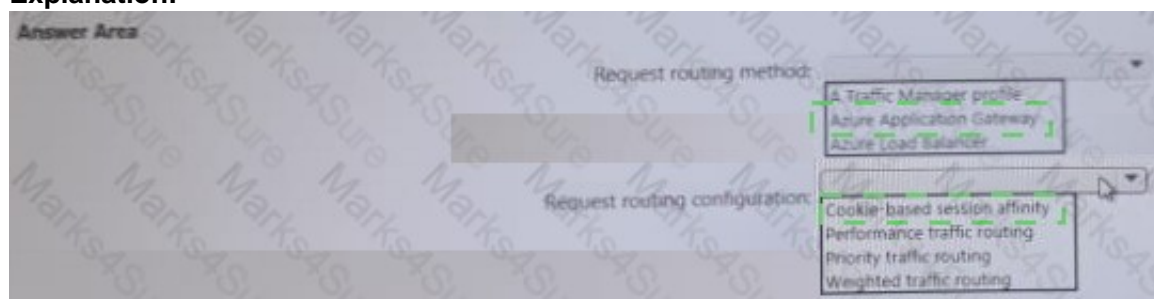 Explanation:
Answer Area
Request routing method:
A Traffic Manager profile
Azure Application Gateway
Azure Load Balancer
Request routing configuration:
Cookie-based session affinity
Performance traffic routing
Priority traffic routing
Weighted traffic routing
Marks4Sure